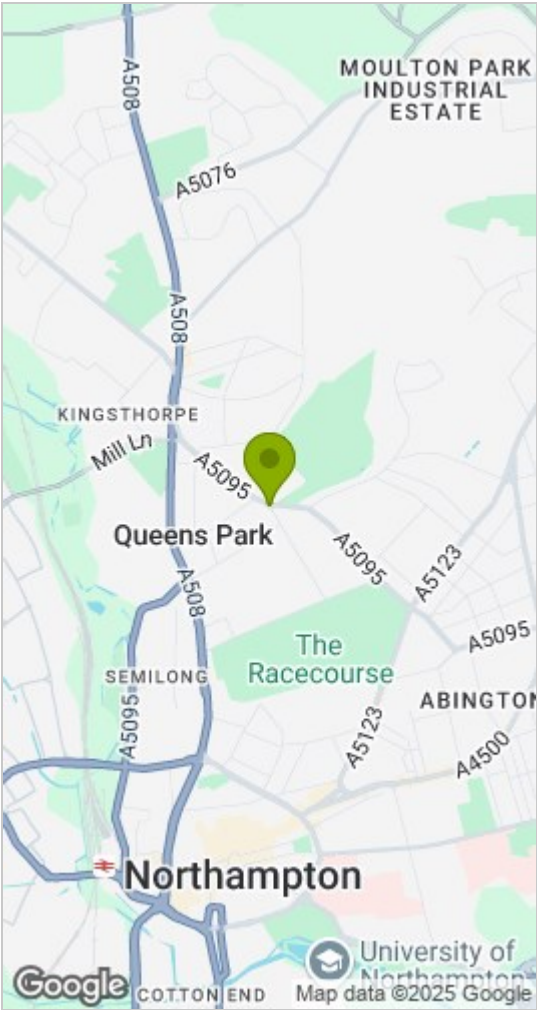 A508
MOULTON PARK
INDUSTRIAL
ESTATE
A5076
A508
KINGSTHORPE
Mill Ln
A5095
Queens Park
A5095
A5123
A508
The
Racecourse
A5095
SEMILONG
A5095
ABINGTON
A5123
A4500
Northampton
University of
Northampton
Google
COTTON END
Map data ©2025 Google